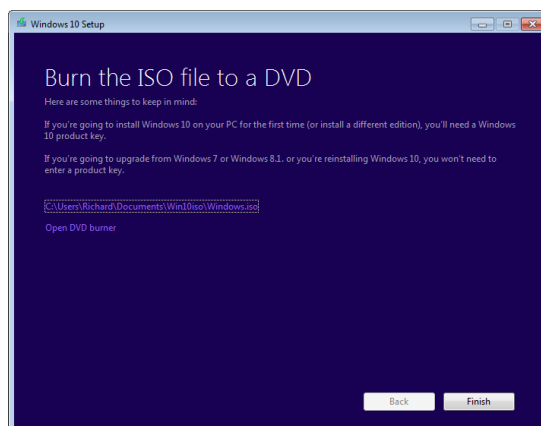 Windows 10 Setup
Burn the ISO file to a DVD
Here are some things to keep in mind:
If you're going to install Windows 10 on your PC for the first time (or install a different edition), you'll need a Windows
10 product key.
If you're going to upgrade from Windows 7 or Windows 8.1. or you're reinstalling Windows 10, you won't need to
enter a product key.
C:\Users\Richard\Documents\Win10iso\Windows.iso
Open DVD burner
Back
Finish